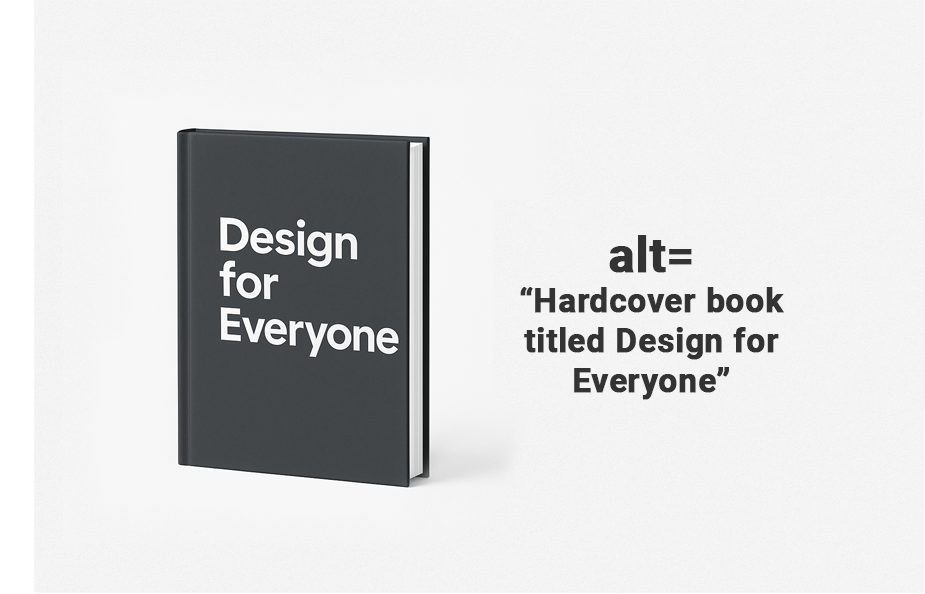 Design
for
Everyone
alt=
“Hardcover book
titled Design for
Everyone”